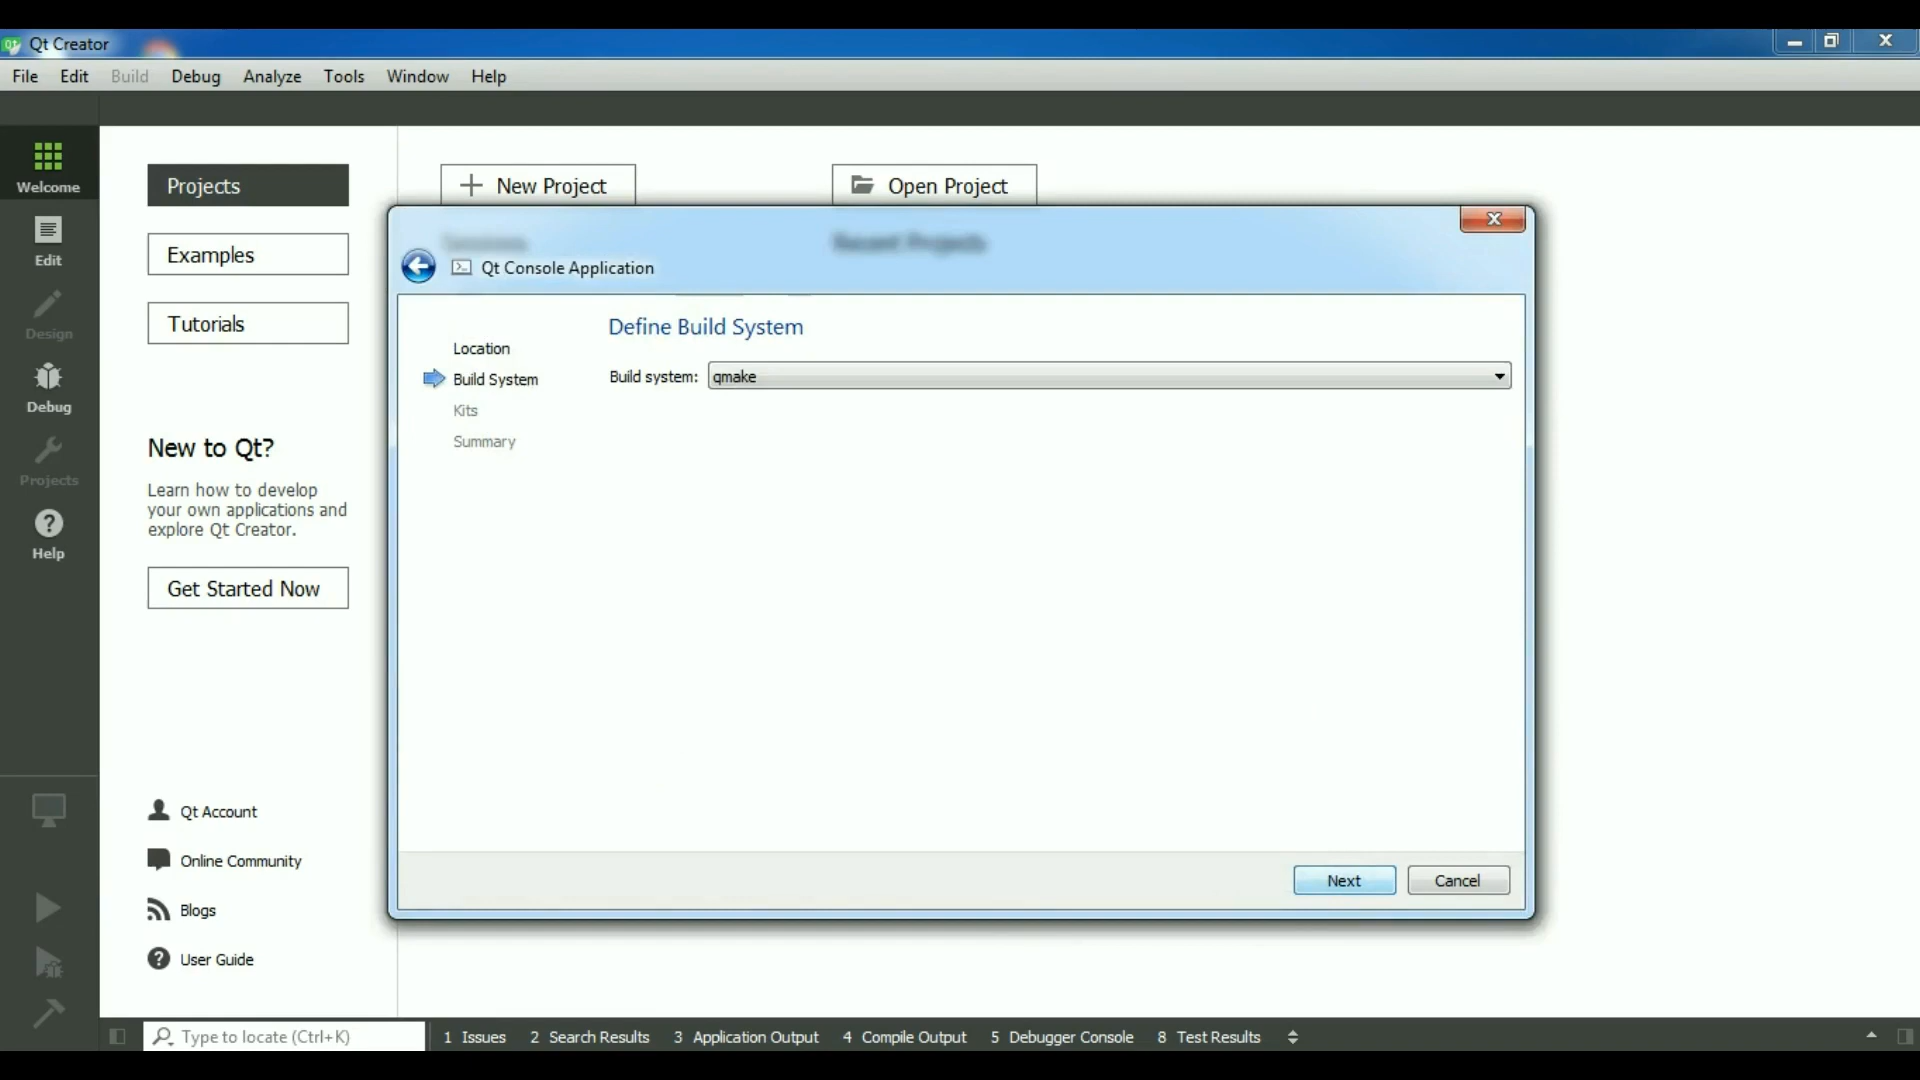 Qt Creator
File Edit Build Debug Analyze Tools Window Help
Welcome
Edit
Design
Debug
Projects
Help
Projects
Examples
Tutorials
New to Qt?
Learn how to develop
your own applications and
explore Qt Creator.
Get Started Now
Qt Account
Online Community
Blogs
User Guide
New Project
Open Project
Sessions
Recent Projects
Qt Console Application
Location
Build System
Kits
Summary
Define Build System
Build system: qmake
Next Cancel
Type to locate (Ctrl+K) 1 Issues 2 Search Results 3 Application Output 4 Compile Output 5 Debugger Console 8 Test Results